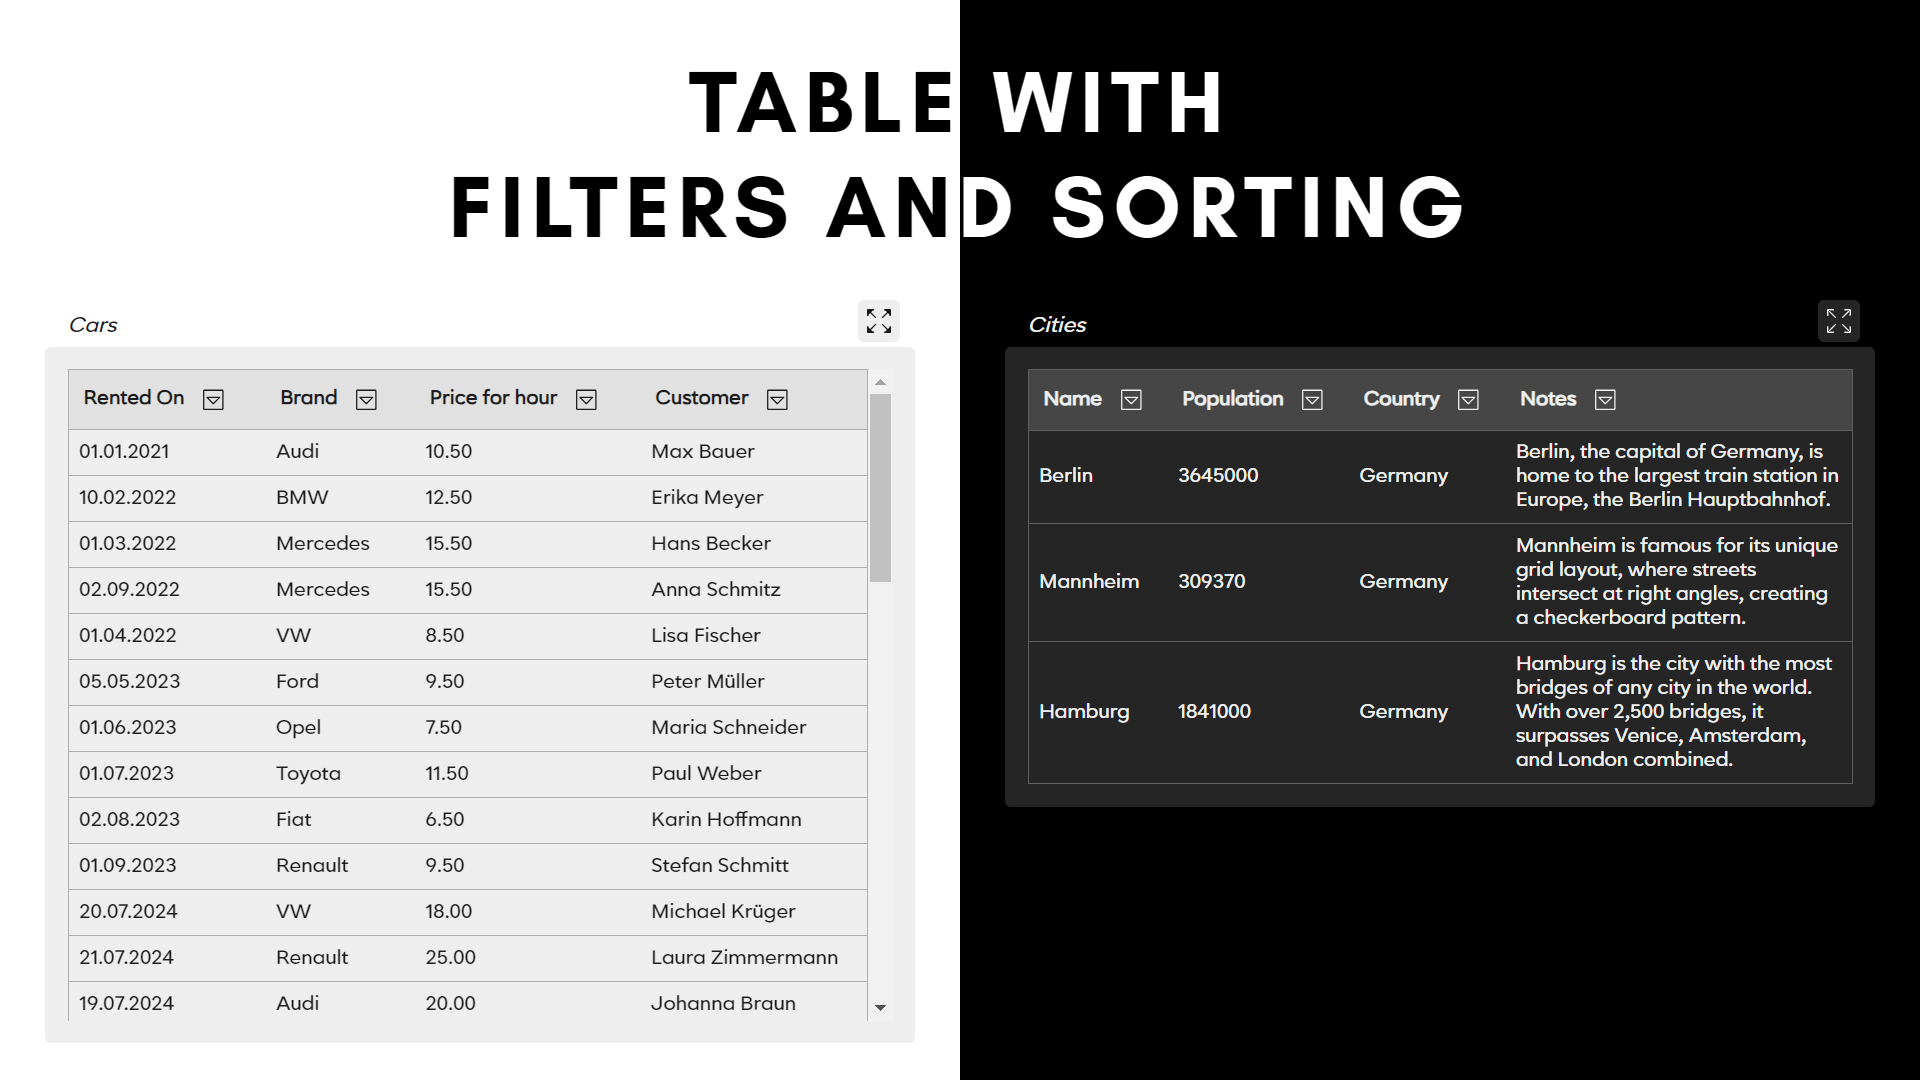 TABLE WITH
FILTERS AND SORTING
Cars
Rented On Brand Price for hour Customer
01.01.2021 Audi 10.50 Max Bauer
10.02.2022 BMW 12.50 Erika Meyer
01.03.2022 Mercedes 15.50 Hans Becker
02.09.2022 Mercedes 15.50 Anna Schmitz
01.04.2022 VW 8.50 Lisa Fischer
05.05.2023 Ford 9.50 Peter Müller
01.06.2023 Opel 7.50 Maria Schneider
01.07.2023 Toyota 11.50 Paul Weber
02.08.2023 Fiat 6.50 Karin Hoffmann
01.09.2023 Renault 9.50 Stefan Schmitt
20.07.2024 VW 18.00 Michael Krüger
21.07.2024 Renault 25.00 Laura Zimmermann
19.07.2024 Audi 20.00 Johanna Braun
Cities
Name Population Country Notes
Berlin 3645000 Germany
Berlin, the capital of Germany, is
home to the largest train station in
Europe, the Berlin Hauptbahnhof.
Mannheim 309370 Germany
Mannheim is famous for its unique
grid layout, where streets
intersect at right angles, creating
a checkerboard pattern.
Hamburg 1841000 Germany
Hamburg is the city with the most
bridges of any city in the world.
With over 2,500 bridges, it
surpasses Venice, Amsterdam,
and London combined.